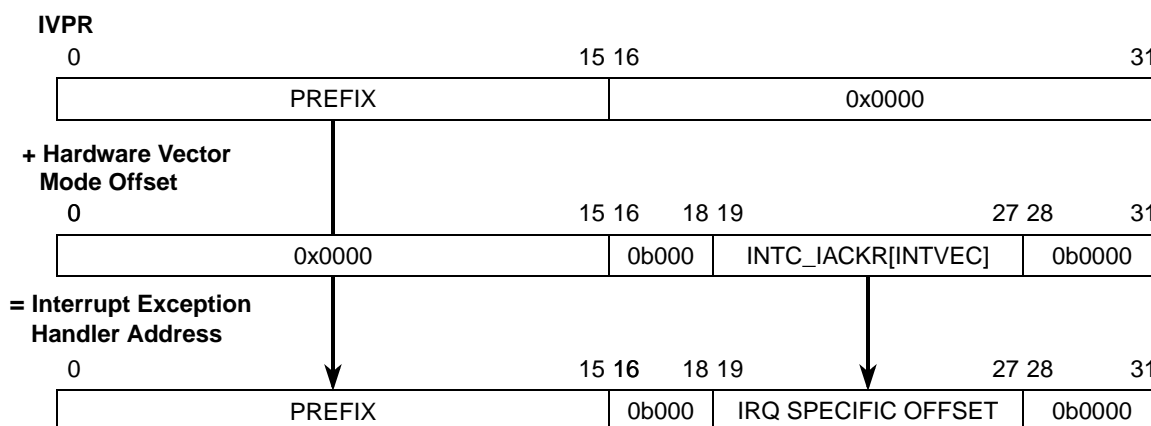 IVPR
0 15 16 31
PREFIX 0x0000
+ Hardware Vector
Mode Offset
0 15 16 18 19 27 28 31
0x0000 0b000 INTC_IACKR[INTVEC] 0b0000
= Interrupt Exception
Handler Address
0 15 16 18 19 27 28 31
PREFIX 0b000 IRQ SPECIFIC OFFSET 0b0000